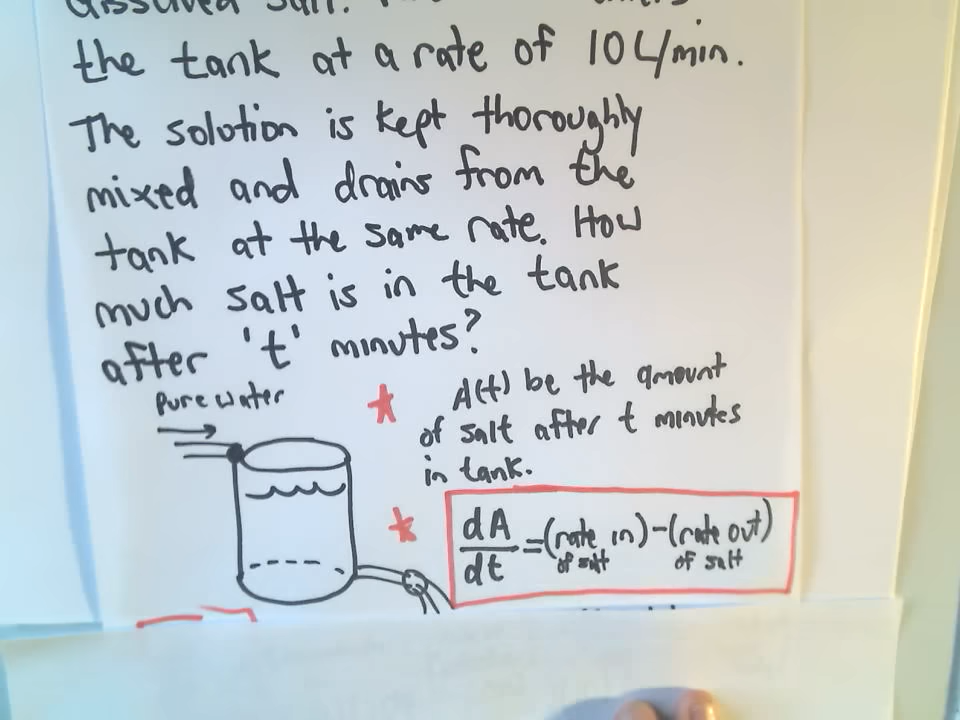 the tank at a rate of 10 L/min.
The solution is kept thoroughly
mixed and drains from the
tank at the same rate. How
much salt is in the tank
after 't' minutes?
pure water
A(t) be the amount
of salt after t minutes
in tank.
dA/dt = (rate in of salt) - (rate out of salt)